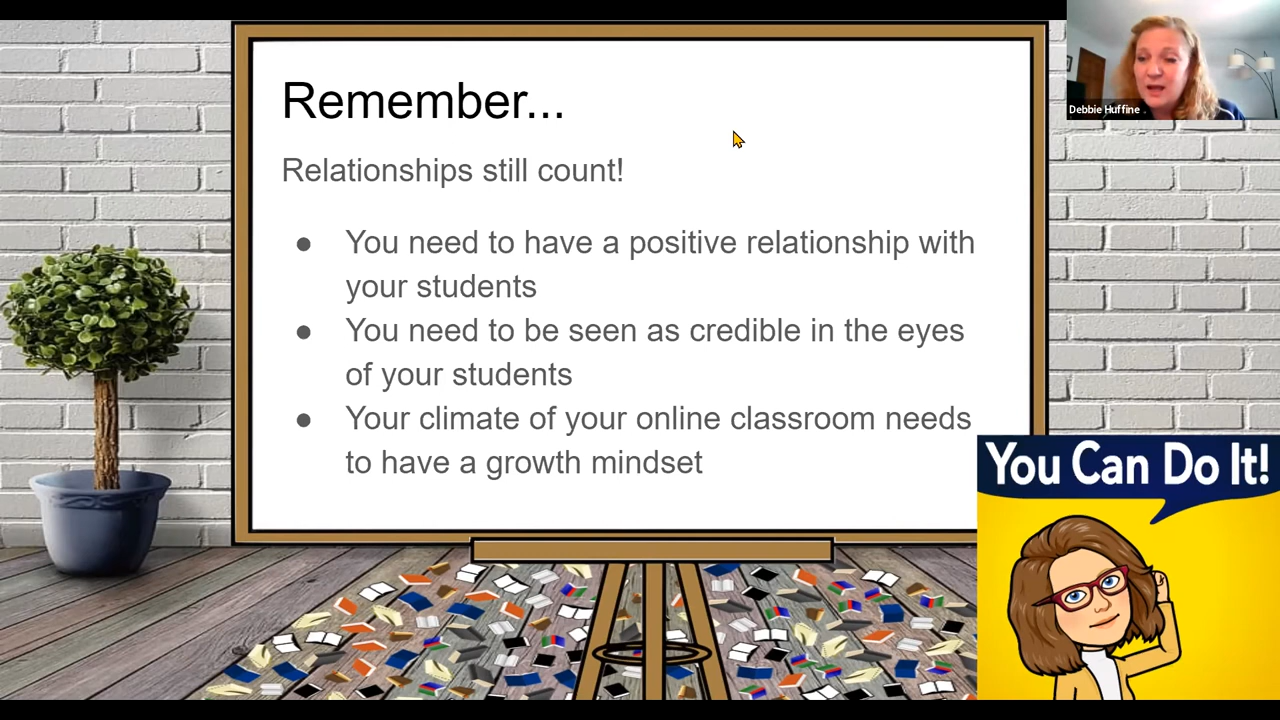 Remember...
Relationships still count!
● You need to have a positive relationship with
your students
● You need to be seen as credible in the eyes
of your students
● Your climate of your online classroom needs
to have a growth mindset
You Can Do It!
Debbie Huffine